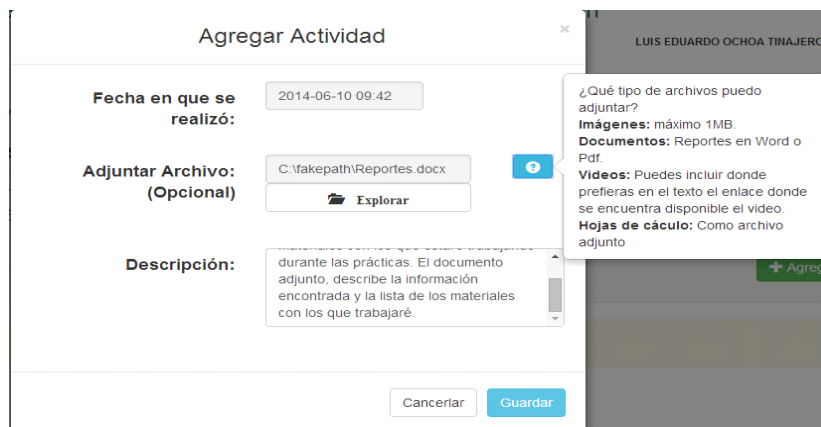 Agregar Actividad
×
LUIS EDUARDO OCHOA TINAJERO
Fecha en que se
realizó:
2014-06-10 09:42
Adjuntar Archivo:
(Opcional)
C:\fakepath\Reportes.docx
?
Explorar
¿Qué tipo de archivos puedo
adjuntar?
Imágenes: máximo 1MB.
Documentos: Reportes en Word o
Pdf.
Videos: Puedes incluir donde
prefieras en el texto el enlace donde
se encuentra disponible el video.
Hojas de cáculo: Como archivo
adjunto
Descripción:
durante las prácticas. El documento
adjunto, describe la información
encontrada y la lista de los materiales
con los que trabajaré.
+ Agreg
Cancerlar
Guardar